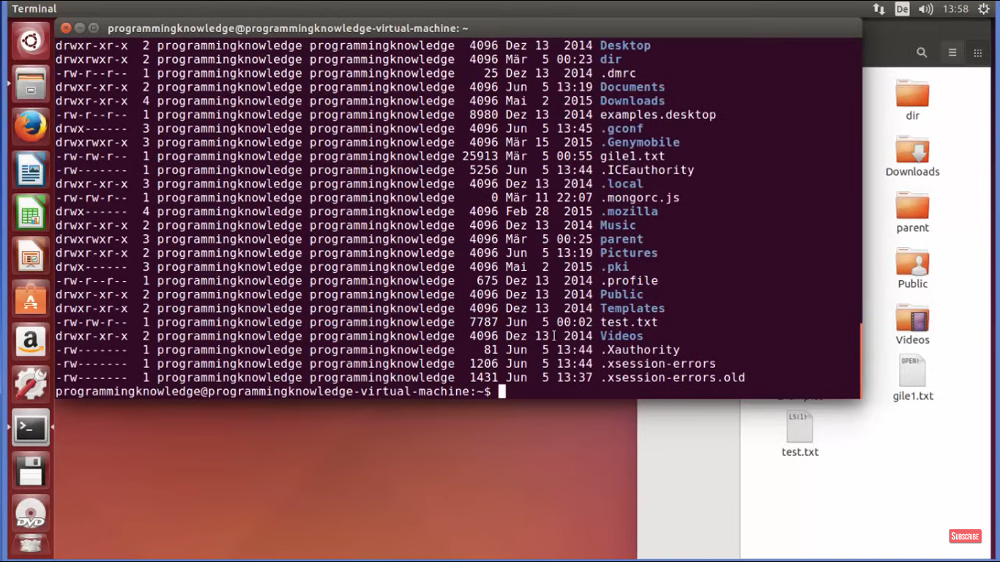 Terminal
De
13:58
programmingknowledge@programmingknowledge-virtual-machine: ~
drwxr-xr-x 2 programmingknowledge programmingknowledge 4096 Dez 13 2014 Desktop
drwxrwxr-x 2 programmingknowledge programmingknowledge 4096 Mär 5 00:23 dir
-rw-r--r-- 1 programmingknowledge programmingknowledge 25 Dez 13 2014 .dmrc
drwxr-xr-x 2 programmingknowledge programmingknowledge 4096 Jun 5 13:19 Documents
drwxr-xr-x 4 programmingknowledge programmingknowledge 4096 Mai 2 2015 Downloads
-rw-r--r-- 1 programmingknowledge programmingknowledge 8980 Dez 13 2014 examples.desktop
drwx------ 3 programmingknowledge programmingknowledge 4096 Jun 5 13:45 .gconf
drwxrwxr-x 3 programmingknowledge programmingknowledge 4096 Mär 15 2015 .Genymobile
-rw-rw-r-- 1 programmingknowledge programmingknowledge 25913 Mär 5 00:55 gile1.txt
-rw------- 1 programmingknowledge programmingknowledge 5256 Jun 5 13:44 .ICEauthority
drwxr-xr-x 3 programmingknowledge programmingknowledge 4096 Dez 13 2014 .local
-rw-rw-r-- 1 programmingknowledge programmingknowledge 0 Mär 11 22:07 .mongorc.js
drwx------ 4 programmingknowledge programmingknowledge 4096 Feb 28 2015 .mozilla
drwxr-xr-x 2 programmingknowledge programmingknowledge 4096 Dez 13 2014 Music
drwxrwxr-x 3 programmingknowledge programmingknowledge 4096 Mär 5 00:25 parent
drwxr-xr-x 2 programmingknowledge programmingknowledge 4096 Jun 5 13:19 Pictures
drwx------ 3 programmingknowledge programmingknowledge 4096 Mai 2 2015 .pki
-rw-r--r-- 1 programmingknowledge programmingknowledge 675 Dez 13 2014 .profile
drwxr-xr-x 2 programmingknowledge programmingknowledge 4096 Dez 13 2014 Public
drwxr-xr-x 2 programmingknowledge programmingknowledge 4096 Dez 13 2014 Templates
-rw-rw-r-- 1 programmingknowledge programmingknowledge 7787 Jun 5 00:02 test.txt
drwxr-xr-x 2 programmingknowledge programmingknowledge 4096 Dez 13 2014 Videos
-rw------- 1 programmingknowledge programmingknowledge 81 Jun 5 13:44 .Xauthority
-rw------- 1 programmingknowledge programmingknowledge 1206 Jun 5 13:44 .xsession-errors
-rw------- 1 programmingknowledge programmingknowledge 1431 Jun 5 13:37 .xsession-errors.old
programmingknowledge@programmingknowledge-virtual-machine:~$
dir
Downloads
parent
Public
Videos
OPEN(
gile1.txt
LS(1)
test.txt
a
>_
DVD
SUBSCRIBE